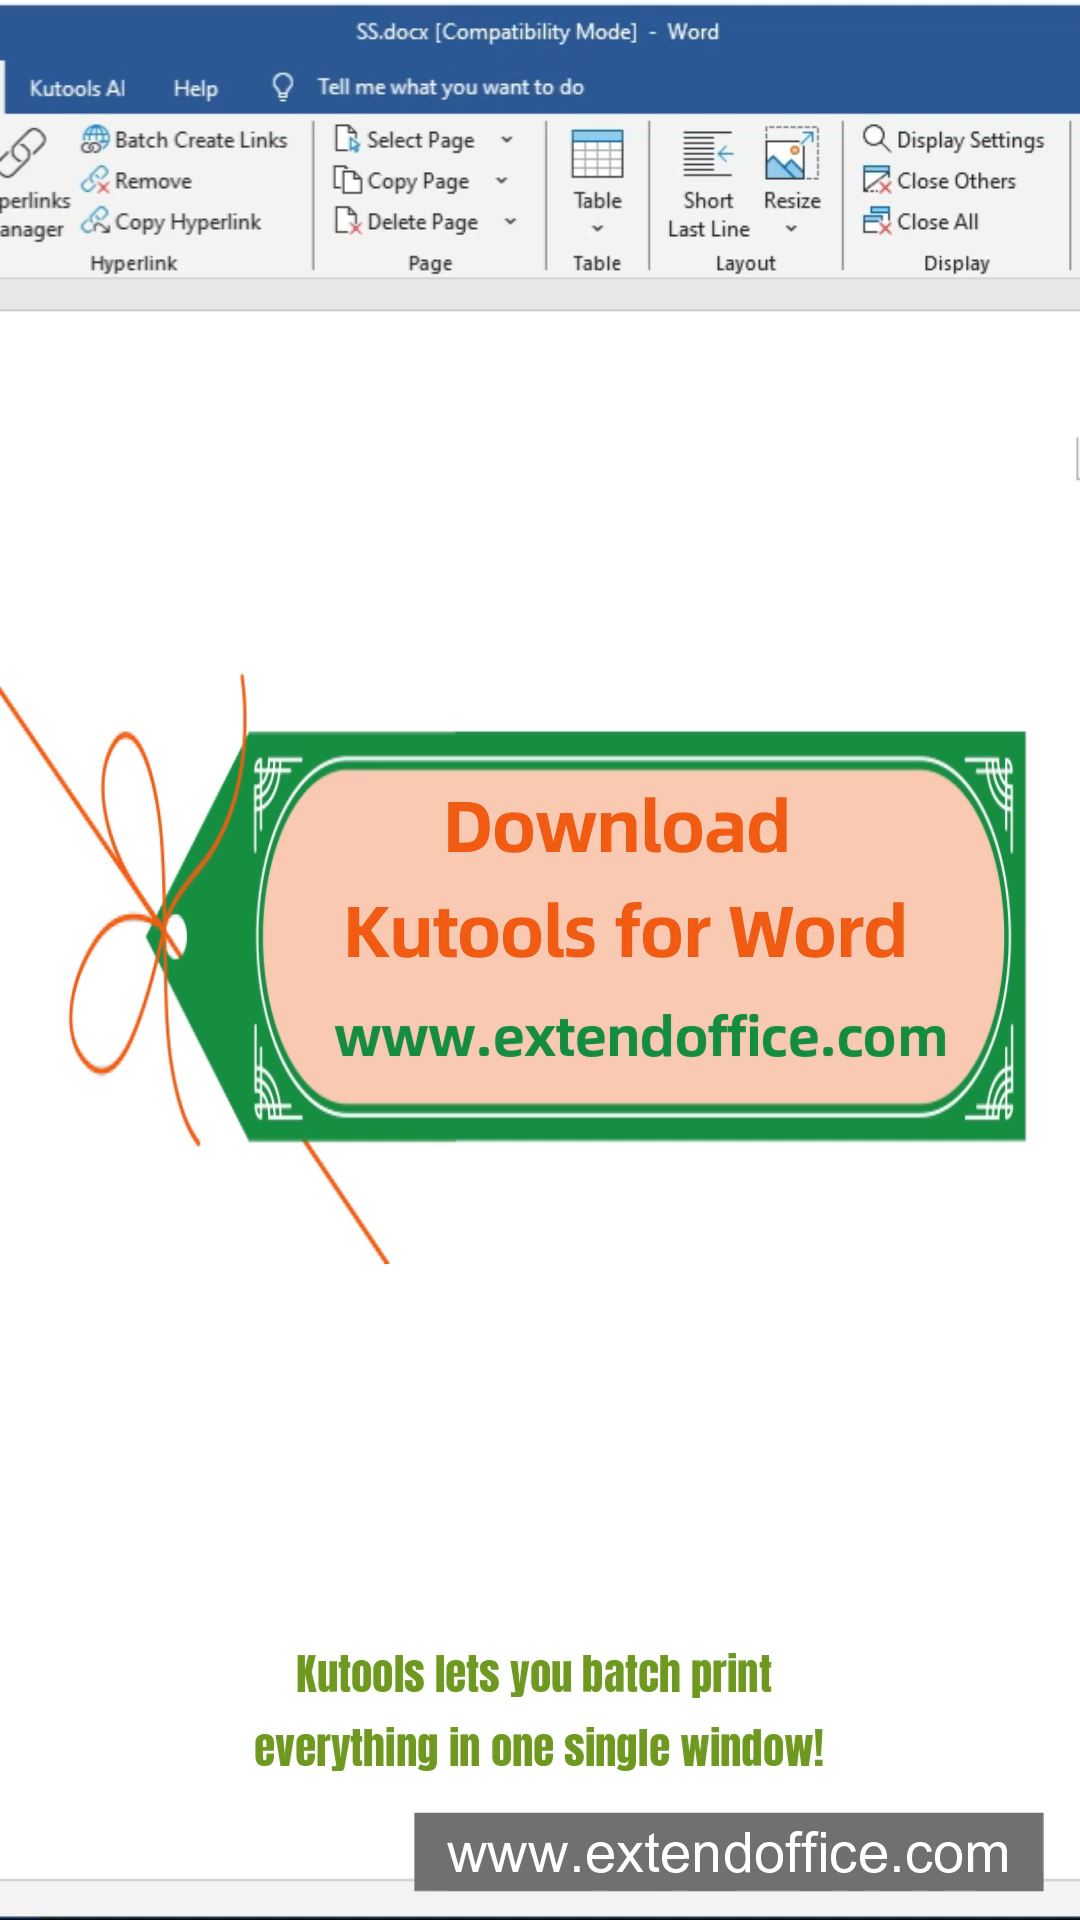 SS.docx [Compatibility Mode] - Word
Kutools AI Help Tell me what you want to do
Batch Create Links
Remove
Copy Hyperlink
perlinks
anager
Hyperlink
Select Page
Copy Page
Delete Page
Page
Table
Table
Short
Last Line
Resize
Layout
Display Settings
Close Others
Close All
Display
Download
Kutools for Word
www.extendoffice.com
Kutools lets you batch print
everything in one single window!
www.extendoffice.com